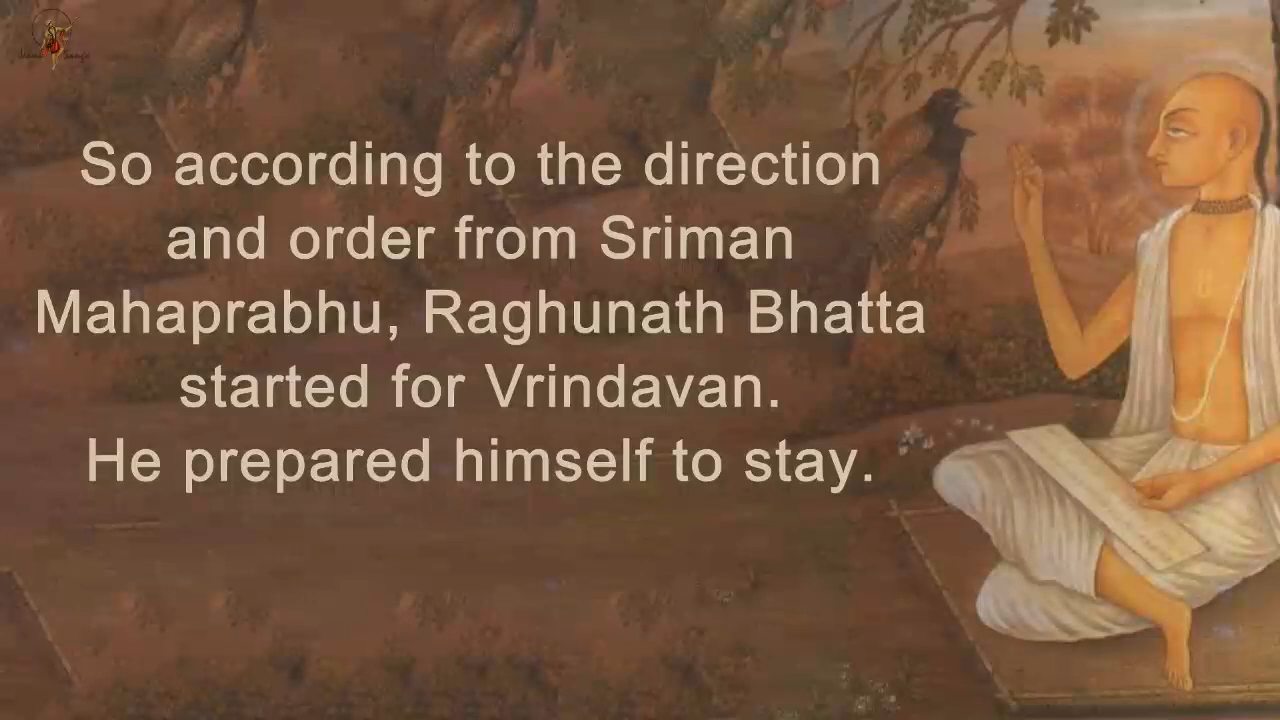 So according to the direction
and order from Sriman
Mahaprabhu, Raghunath Bhatta
started for Vrindavan.
He prepared himself to stay.